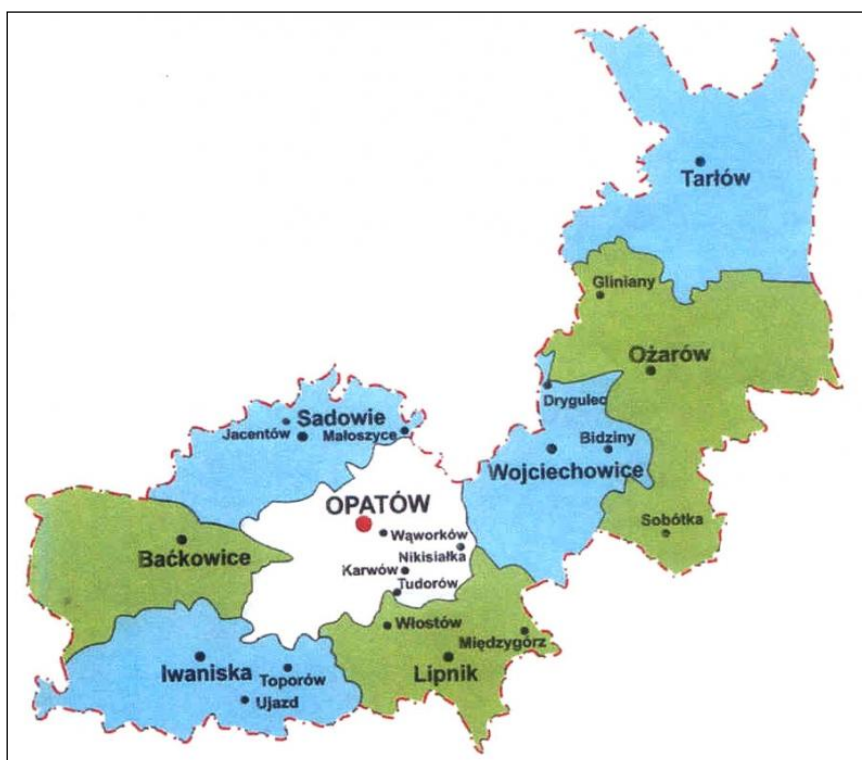 Tarłów
Gliniany
Ożarów
Drygulec
Sadowie
Jacentów
Małoszyce
Bidziny
Wojciechowice
OPATÓW
Sobótka
Wąworków
Baćkowice
Nikisiałka
Karwów
Tudorów
Włostów
Międzygórz
Iwaniska
Toporów
Lipnik
Ujazd